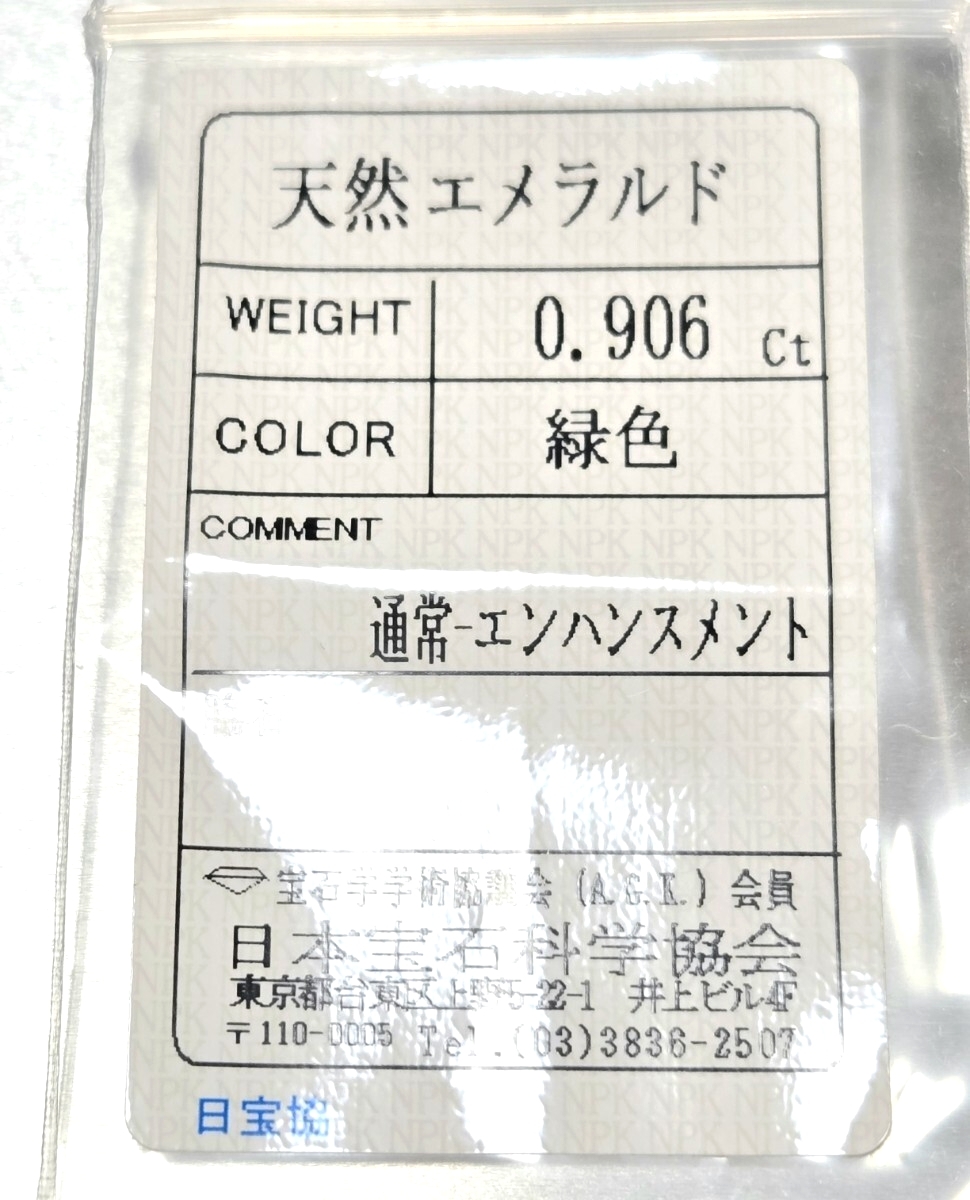 天然エメラルド
WEIGHT 0.906 Ct
COLOR 緑色
COMMENT
通常-エンハンスメント
宝石学学術協議会 (A.G.K.) 会員
日本宝石科学協会
東京都台東区上野5-22-1 井上ビル4F
〒110-0005 Tel.(03)3836-2507
日宝協